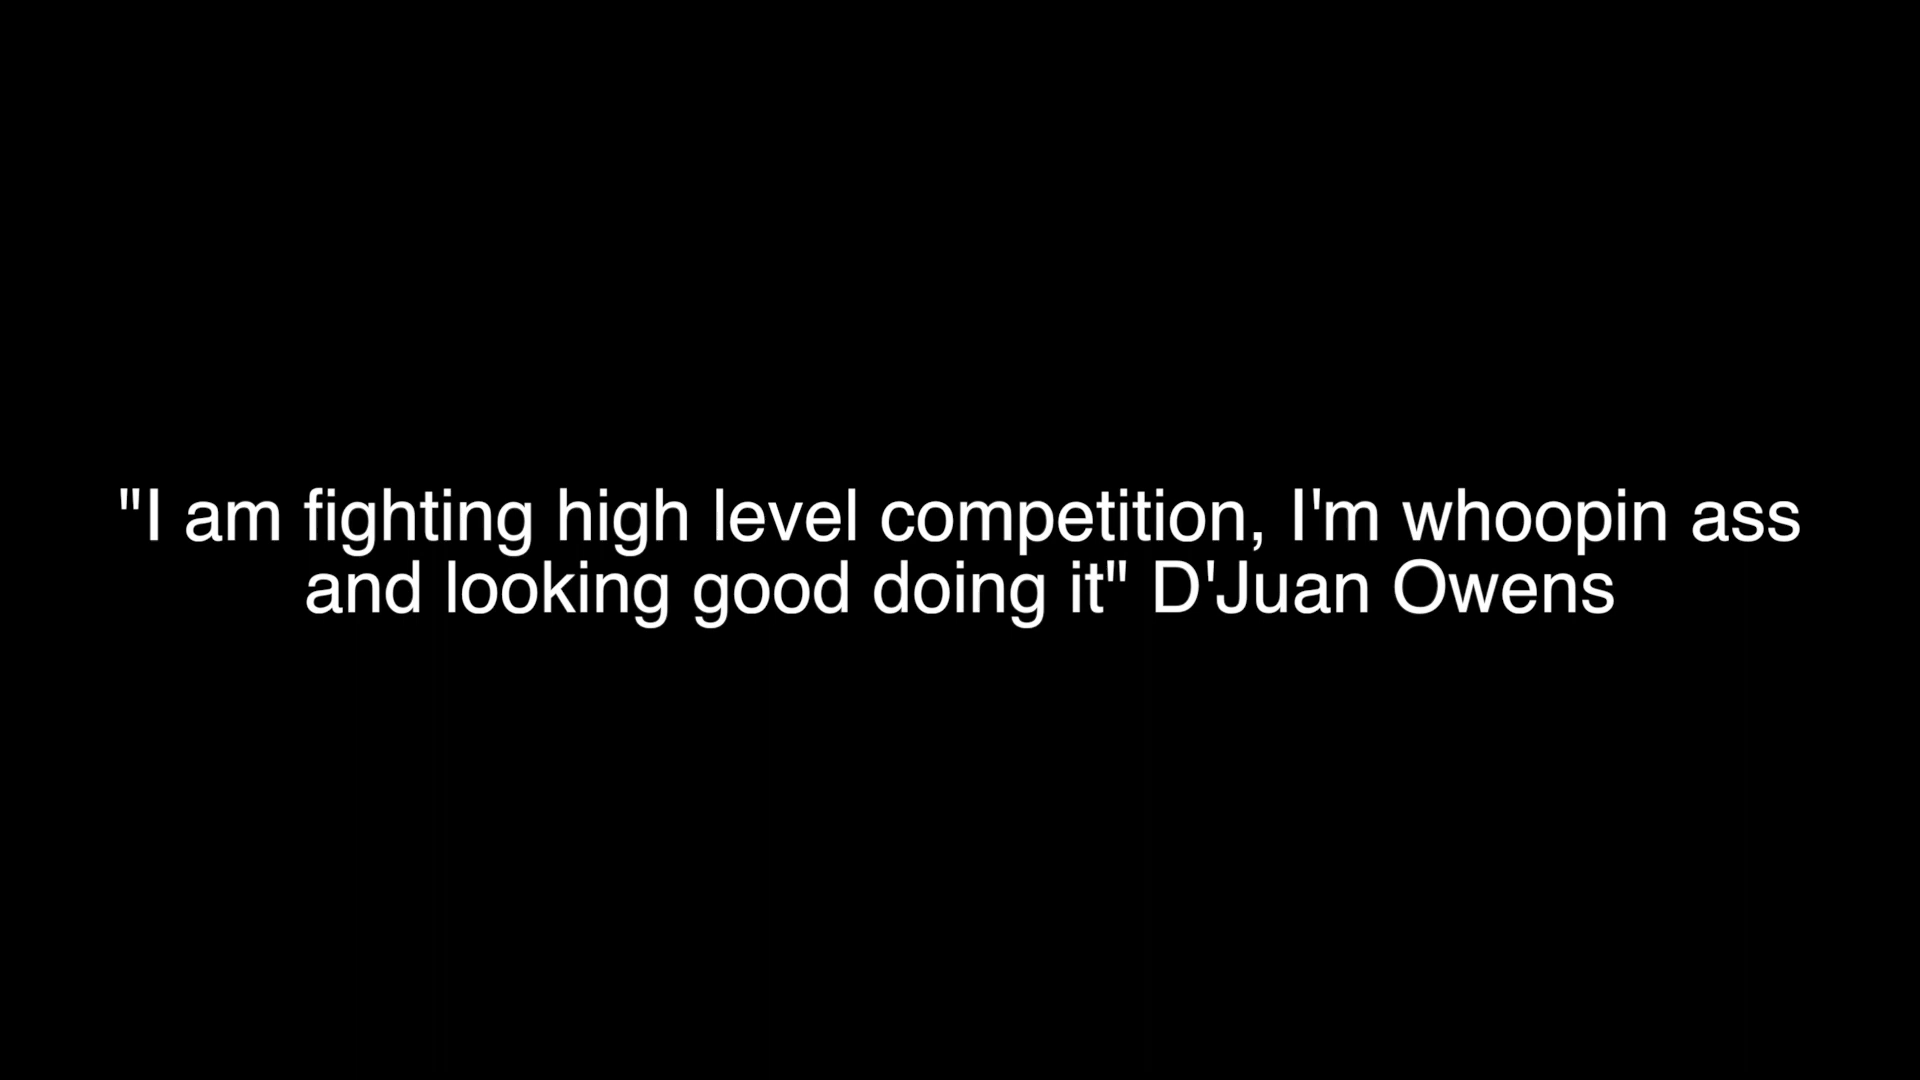 "I am fighting high level competition, I'm whoopin ass
and looking good doing it" D'Juan Owens